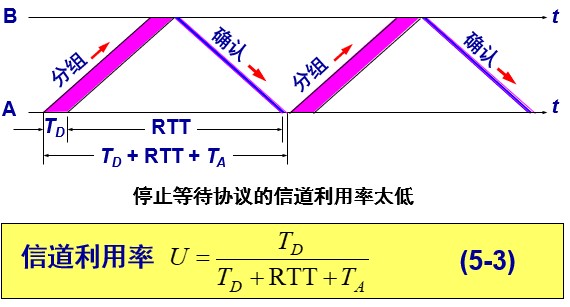 B
t
分组
确认
分组
确认
A
t
T_D
RTT
T_D + RTT + T_A
停止等待协议的信道利用率太低
信道利用率 U = T_D / (T_D + RTT + T_A) (5-3)